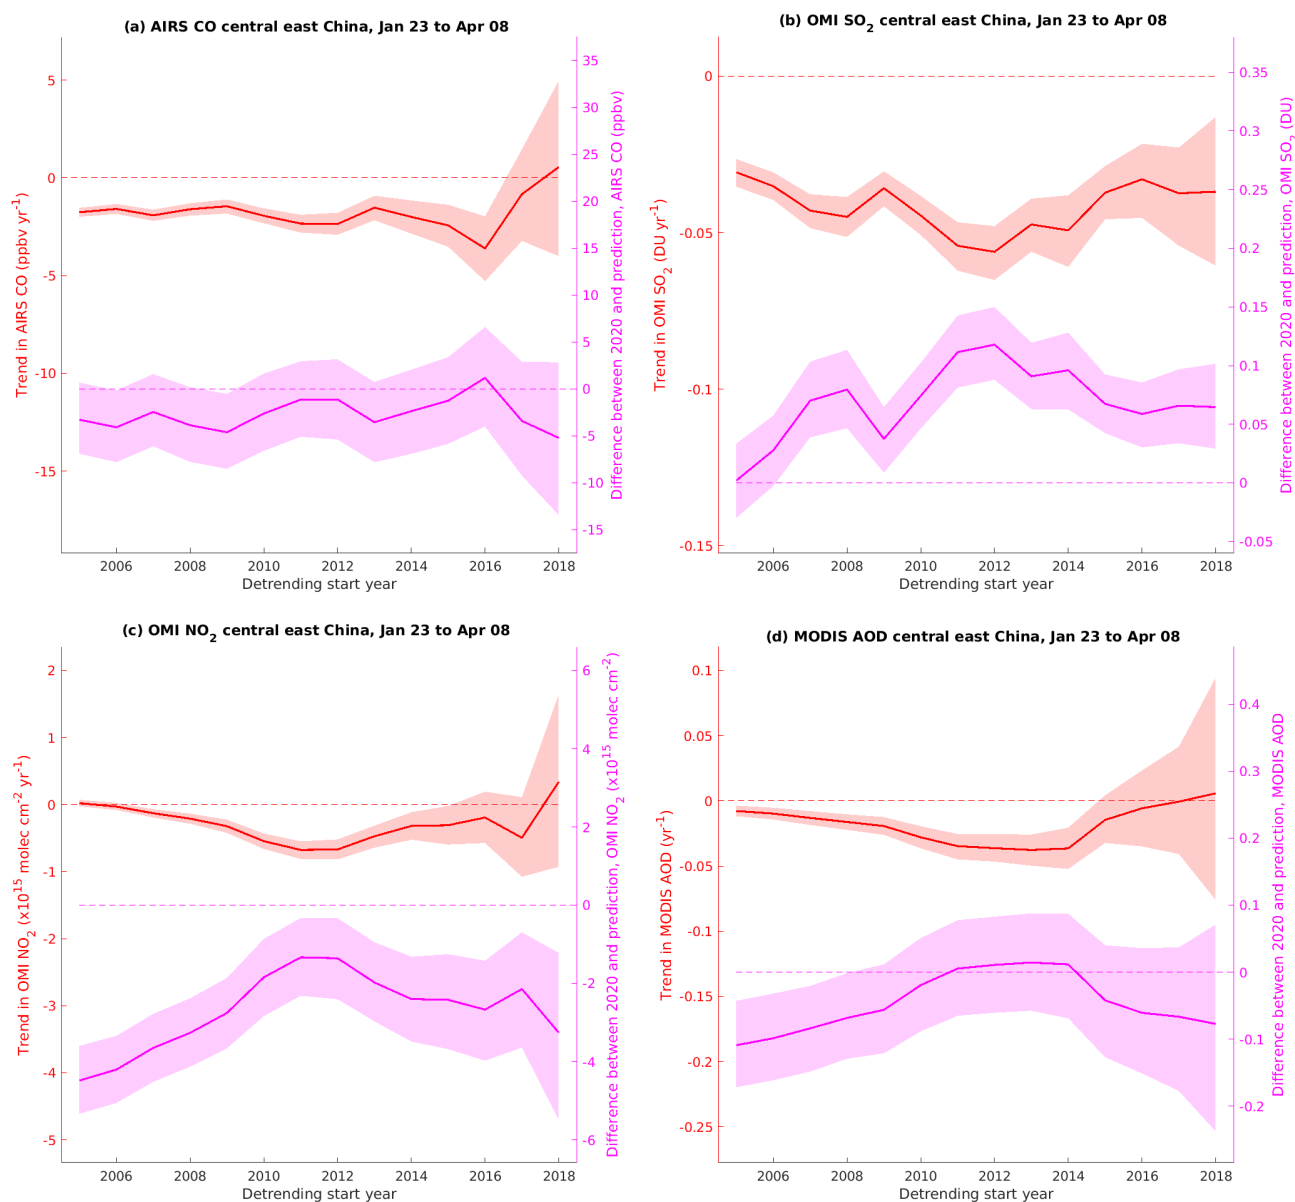 (a) AIRS CO central east China, Jan 23 to Apr 08
Trend in AIRS CO (ppbv yr-1)
5
0
-5
-10
-15
35
30
25
20
15
10
5
0
-5
-10
-15
Difference between 2020 and prediction, AIRS CO (ppbv)
2006 2008 2010 2012 2014 2016 2018
Detrending start year
(b) OMI SO2 central east China, Jan 23 to Apr 08
Trend in OMI SO2 (DU yr-1)
0
-0.05
-0.1
-0.15
0.35
0.3
0.25
0.2
0.15
0.1
0.05
0
-0.05
Difference between 2020 and prediction, OMI SO2 (DU)
2006 2008 2010 2012 2014 2016 2018
Detrending start year
(c) OMI NO2 central east China, Jan 23 to Apr 08
Trend in OMI NO2 (x1015 molec cm-2 yr-1)
2
1
0
-1
-2
-3
-4
-5
6
4
2
0
-2
-4
-6
Difference between 2020 and prediction, OMI NO2 (x1015 molec cm-2)
2006 2008 2010 2012 2014 2016 2018
Detrending start year
(d) MODIS AOD central east China, Jan 23 to Apr 08
Trend in MODIS AOD (yr-1)
0.1
0.05
0
-0.05
-0.1
-0.15
-0.2
-0.25
0.4
0.3
0.2
0.1
0
-0.1
-0.2
Difference between 2020 and prediction, MODIS AOD
2006 2008 2010 2012 2014 2016 2018
Detrending start year